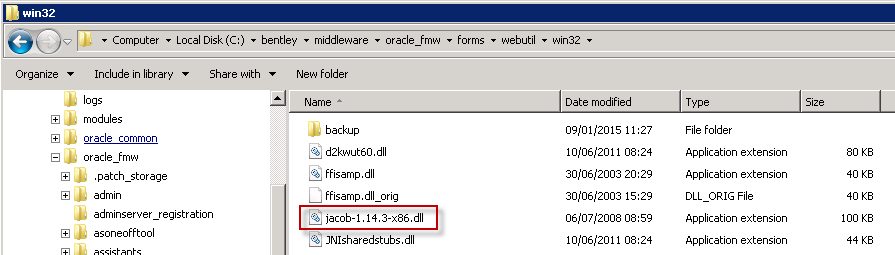 win32
Computer Local Disk (C:) bentley middleware oracle_fmw forms webutil win32
Organize Include in library Share with New folder
logs
modules
oracle_common
oracle_fmw
.patch_storage
admin
adminserver_registration
asoneofftool
assistants
Name Date modified Type Size
backup 09/01/2015 11:27 File folder
d2kwut60.dll 10/06/2011 08:24 Application extension 80 KB
ffisamp.dll 30/06/2003 20:29 Application extension 40 KB
ffisamp.dll_orig 30/06/2003 15:29 DLL_ORIG File 40 KB
jacob-1.14.3-x86.dll 06/07/2008 08:59 Application extension 100 KB
JNIsharedstubs.dll 10/06/2011 08:24 Application extension 44 KB